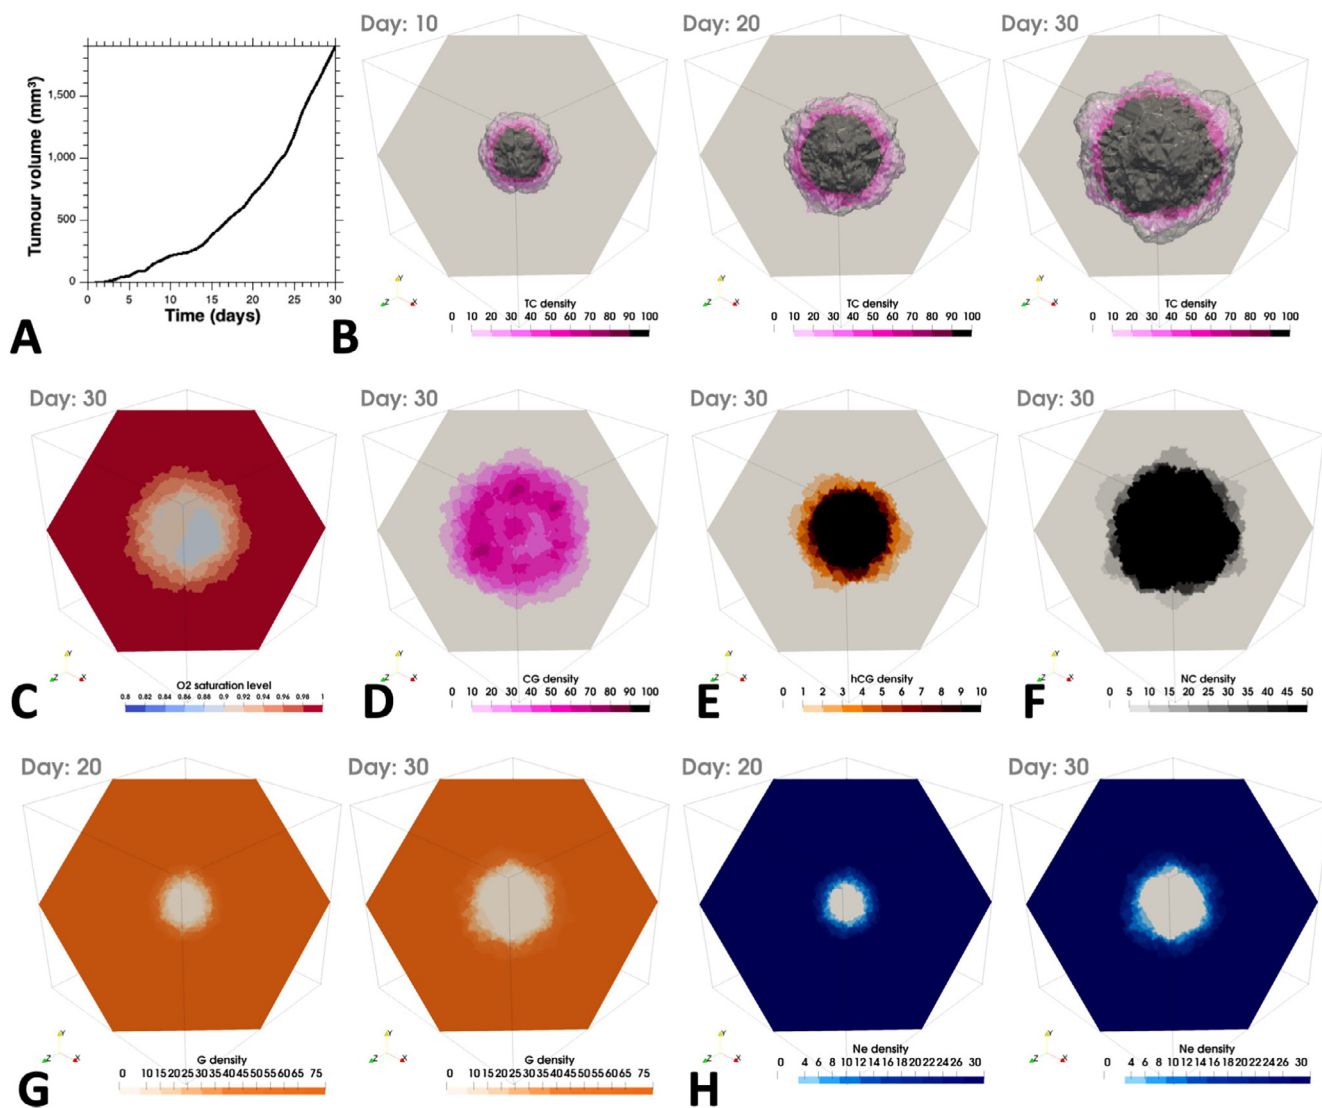 Tumour volume (mm³)
1,500
1,000
500
0
0 5 10 15 20 25 30
Time (days)
A
Day: 10
Y
Z X
TC density
0 10 20 30 40 50 60 70 80 90 100
B
Day: 20
Y
Z X
TC density
0 10 20 30 40 50 60 70 80 90 100
Day: 30
Y
Z X
TC density
0 10 20 30 40 50 60 70 80 90 100
Day: 30
Y
Z X
O2 saturation level
0.8 0.82 0.84 0.86 0.88 0.9 0.92 0.94 0.96 0.98 1
C
Day: 30
Y
Z X
CG density
0 10 20 30 40 50 60 70 80 90 100
D
Day: 30
Y
Z X
hCG density
0 1 2 3 4 5 6 7 8 9 10
E
Day: 30
Y
Z X
NC density
0 5 10 15 20 25 30 35 40 45 50
F
Day: 20
Y
Z X
G density
0 10 15 20 25 30 35 40 45 50 55 60 65 75
G
Day: 30
Y
Z X
G density
0 10 15 20 25 30 35 40 45 50 55 60 65 75
Day: 20
Y
Z X
Ne density
0 4 6 8 10 12 14 16 18 20 22 24 26 30
H
Day: 30
Y
Z X
Ne density
0 4 6 8 10 12 14 16 18 20 22 24 26 30